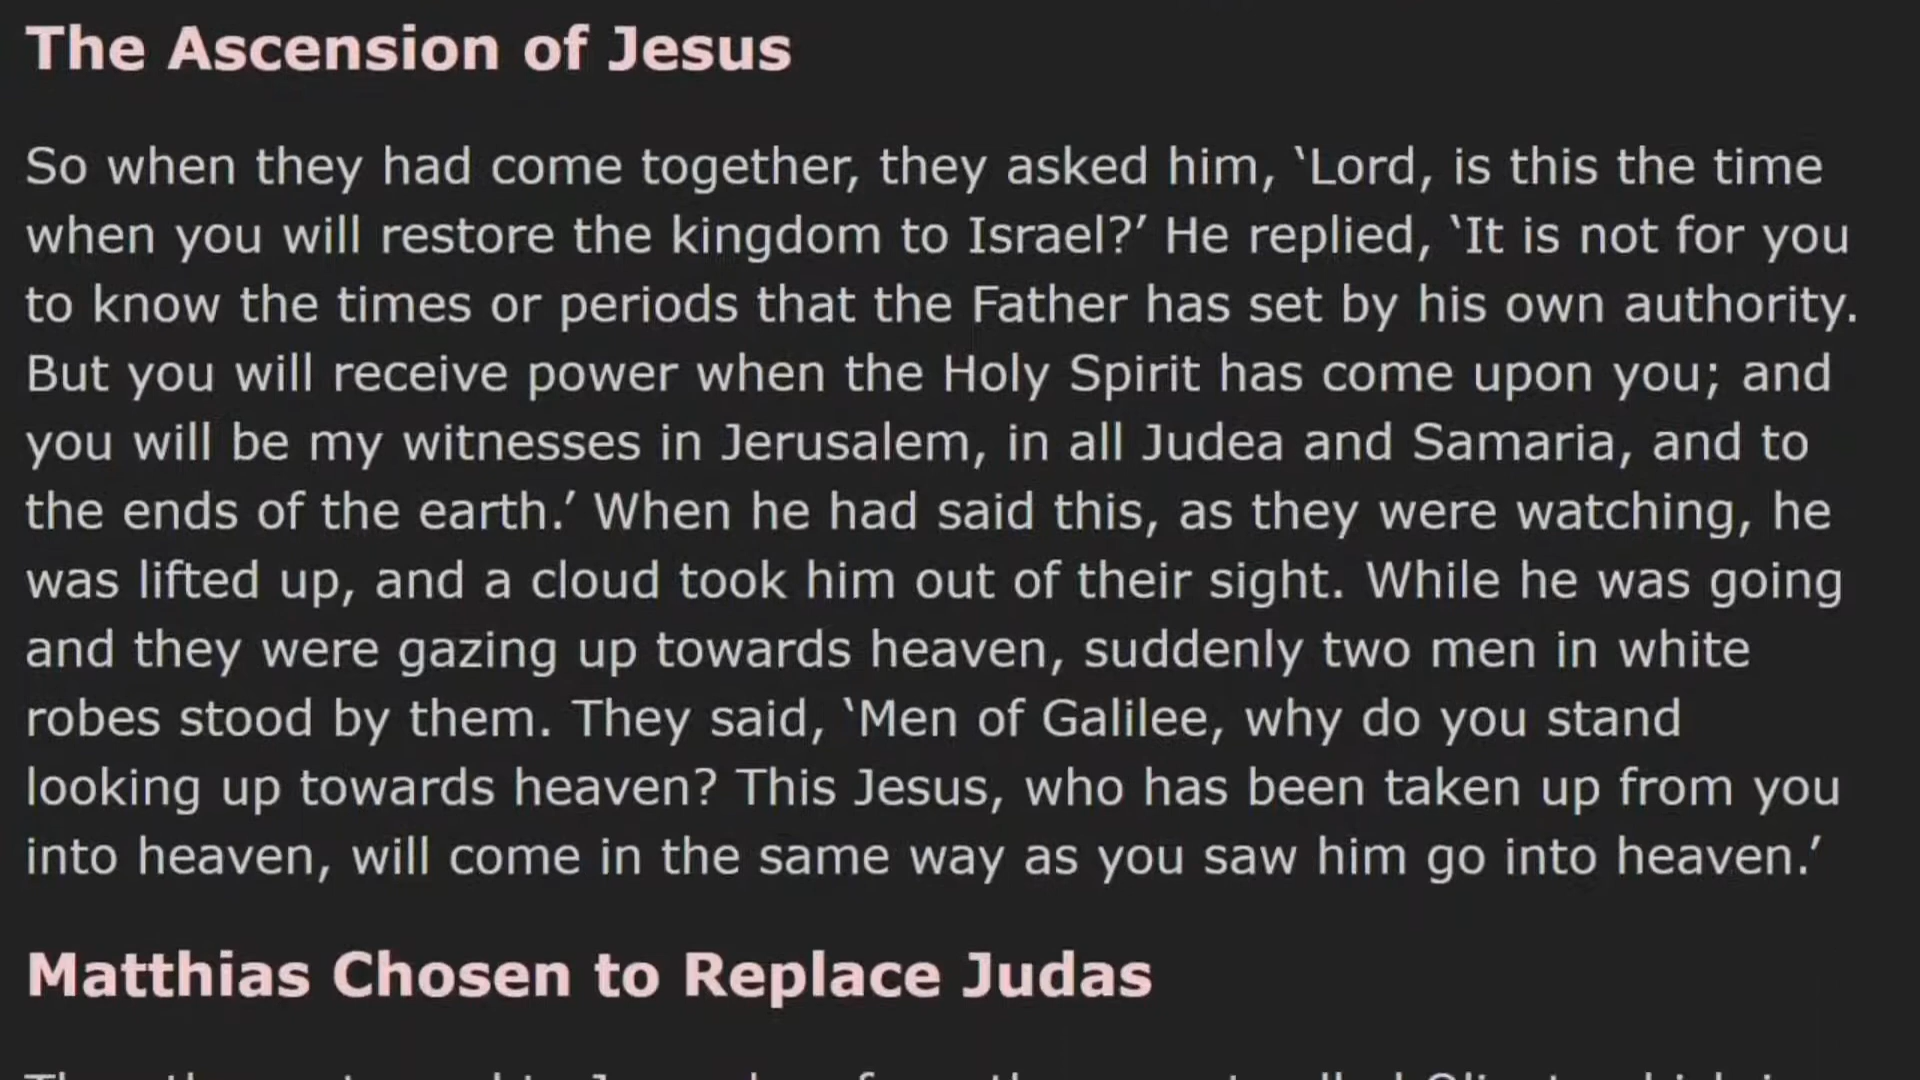 The Ascension of Jesus
So when they had come together, they asked him, ‘Lord, is this the time
when you will restore the kingdom to Israel?’ He replied, ‘It is not for you
to know the times or periods that the Father has set by his own authority.
But you will receive power when the Holy Spirit has come upon you; and
you will be my witnesses in Jerusalem, in all Judea and Samaria, and to
the ends of the earth.’ When he had said this, as they were watching, he
was lifted up, and a cloud took him out of their sight. While he was going
and they were gazing up towards heaven, suddenly two men in white
robes stood by them. They said, ‘Men of Galilee, why do you stand
looking up towards heaven? This Jesus, who has been taken up from you
into heaven, will come in the same way as you saw him go into heaven.’
Matthias Chosen to Replace Judas